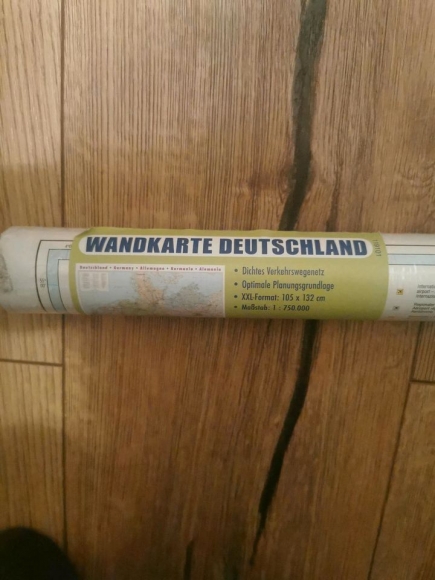 WANDKARTE DEUTSCHLAND
Deutschland • Germany • Allemagne • Germania • Alemania
• Dichtes Verkehrswegenetz
• Optimale Planungsgrundlage
• XXL-Format: 105 x 132 cm
• Maßstab: 1 : 750.000